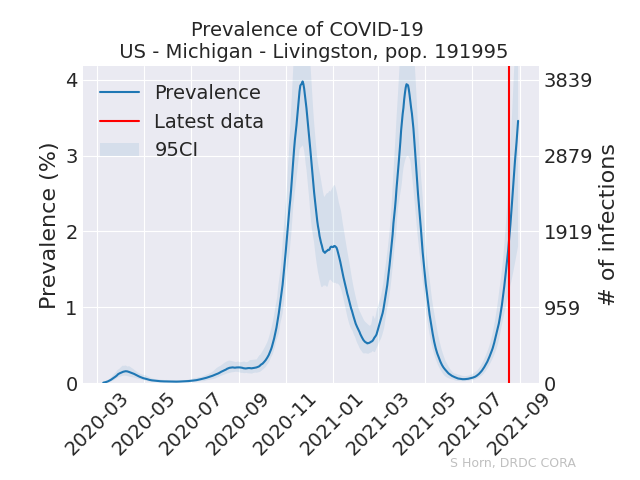 Prevalence of COVID-19
US - Michigan - Livingston, pop. 191995
Prevalence
Latest data
95CI
Prevalence (%)
4
3
2
1
0
3839
2879
1919
959
0
# of infections
2020-03
2020-05
2020-07
2020-09
2020-11
2021-01
2021-03
2021-05
2021-07
2021-09
S Horn, DRDC CORA